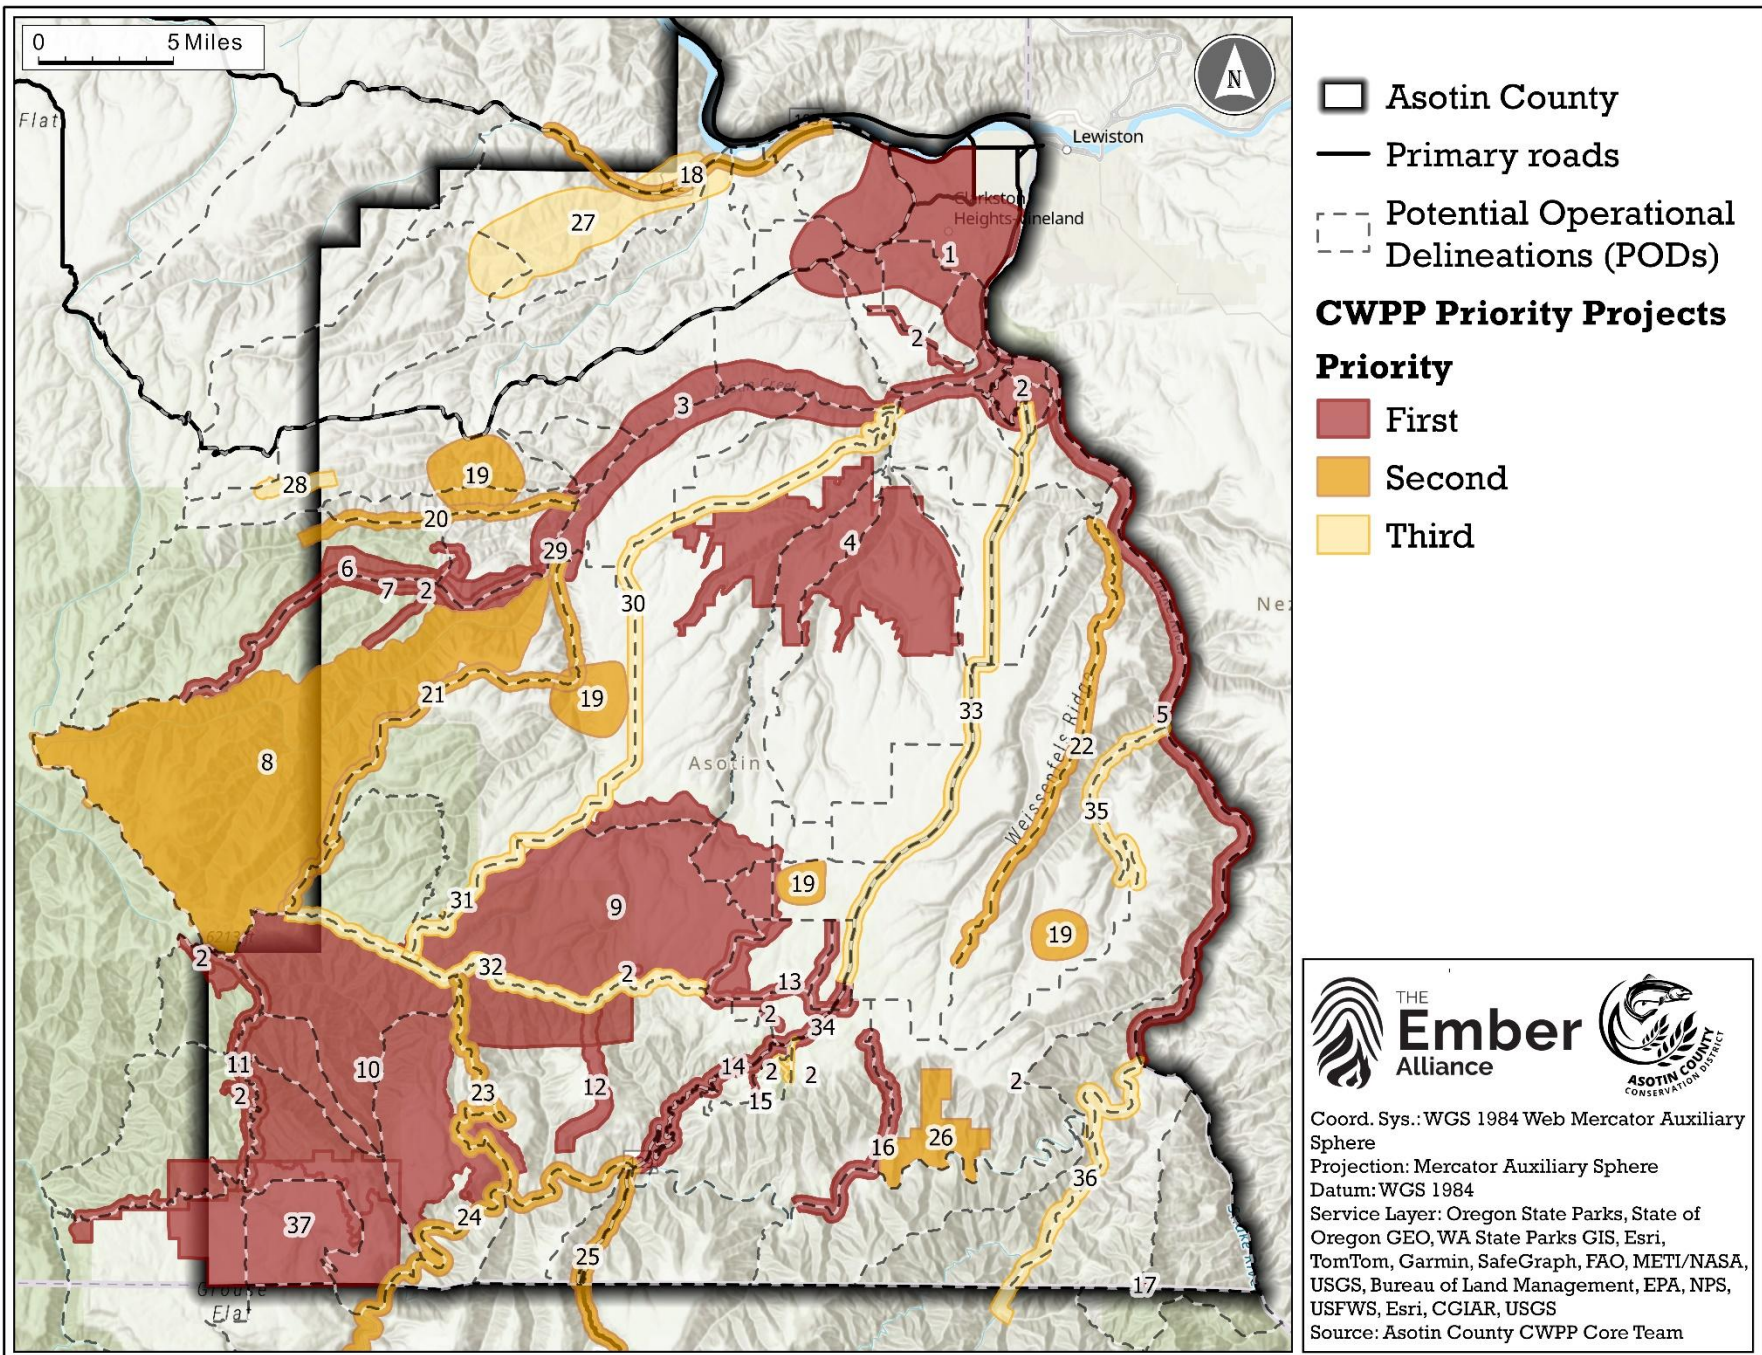 0 5 Miles
N
Flat
Lewiston
18
Clarkston
27
Heights-Vineland
1
2
3
2
19
28
20
4
29
6
7
2
30
Nez
21
19
5
33
Weissenfels Ridge
22
8
Asotin
35
31
19
9
6213
19
2
32
2
13
2
34
11
10
14
2
2
2
12
23
15
2
16
26
36
24
37
25
17
Grouse
Flat
Snake River
Asotin County
Primary roads
Potential Operational
Delineations (PODs)
CWPP Priority Projects
Priority
First
Second
Third
THE
Ember
Alliance
ASOTIN COUNTY
CONSERVATION DISTRICT
Coord. Sys.: WGS 1984 Web Mercator Auxiliary
Sphere
Projection: Mercator Auxiliary Sphere
Datum: WGS 1984
Service Layer: Oregon State Parks, State of
Oregon GEO, WA State Parks GIS, Esri,
TomTom, Garmin, SafeGraph, FAO, METI/NASA,
USGS, Bureau of Land Management, EPA, NPS,
USFWS, Esri, CGIAR, USGS
Source: Asotin County CWPP Core Team